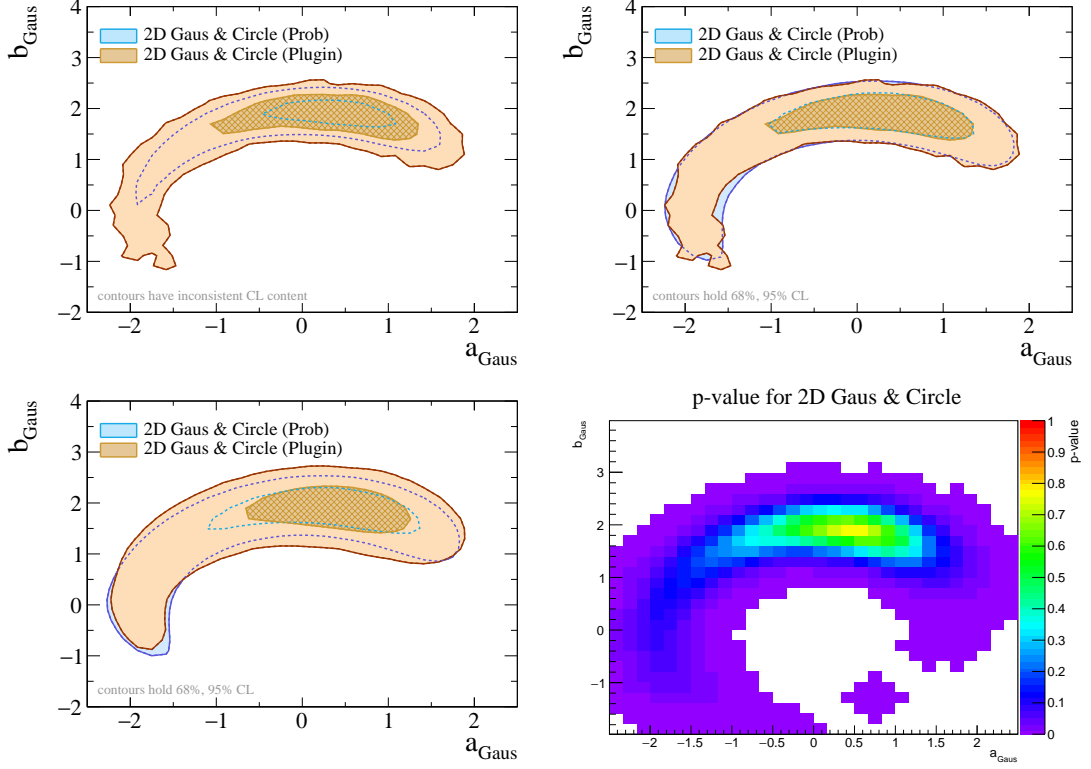 b_Gaus
4
3
2
1
0
−1
−2
2D Gaus & Circle (Prob)
2D Gaus & Circle (Plugin)
contours have inconsistent CL content
−2 −1 0 1 2
a_Gaus
b_Gaus
4
3
2
1
0
−1
−2
2D Gaus & Circle (Prob)
2D Gaus & Circle (Plugin)
contours hold 68%, 95% CL
−2 −1 0 1 2
a_Gaus
b_Gaus
4
3
2
1
0
−1
−2
2D Gaus & Circle (Prob)
2D Gaus & Circle (Plugin)
contours hold 68%, 95% CL
−2 −1 0 1 2
a_Gaus
p-value for 2D Gaus & Circle
b_Gaus
3
2
1
0
−1
−2 −1.5 −1 −0.5 0 0.5 1 1.5 2
a_Gaus
1
0.9
0.8
0.7
0.6
0.5
0.4
0.3
0.2
0.1
0
p-value